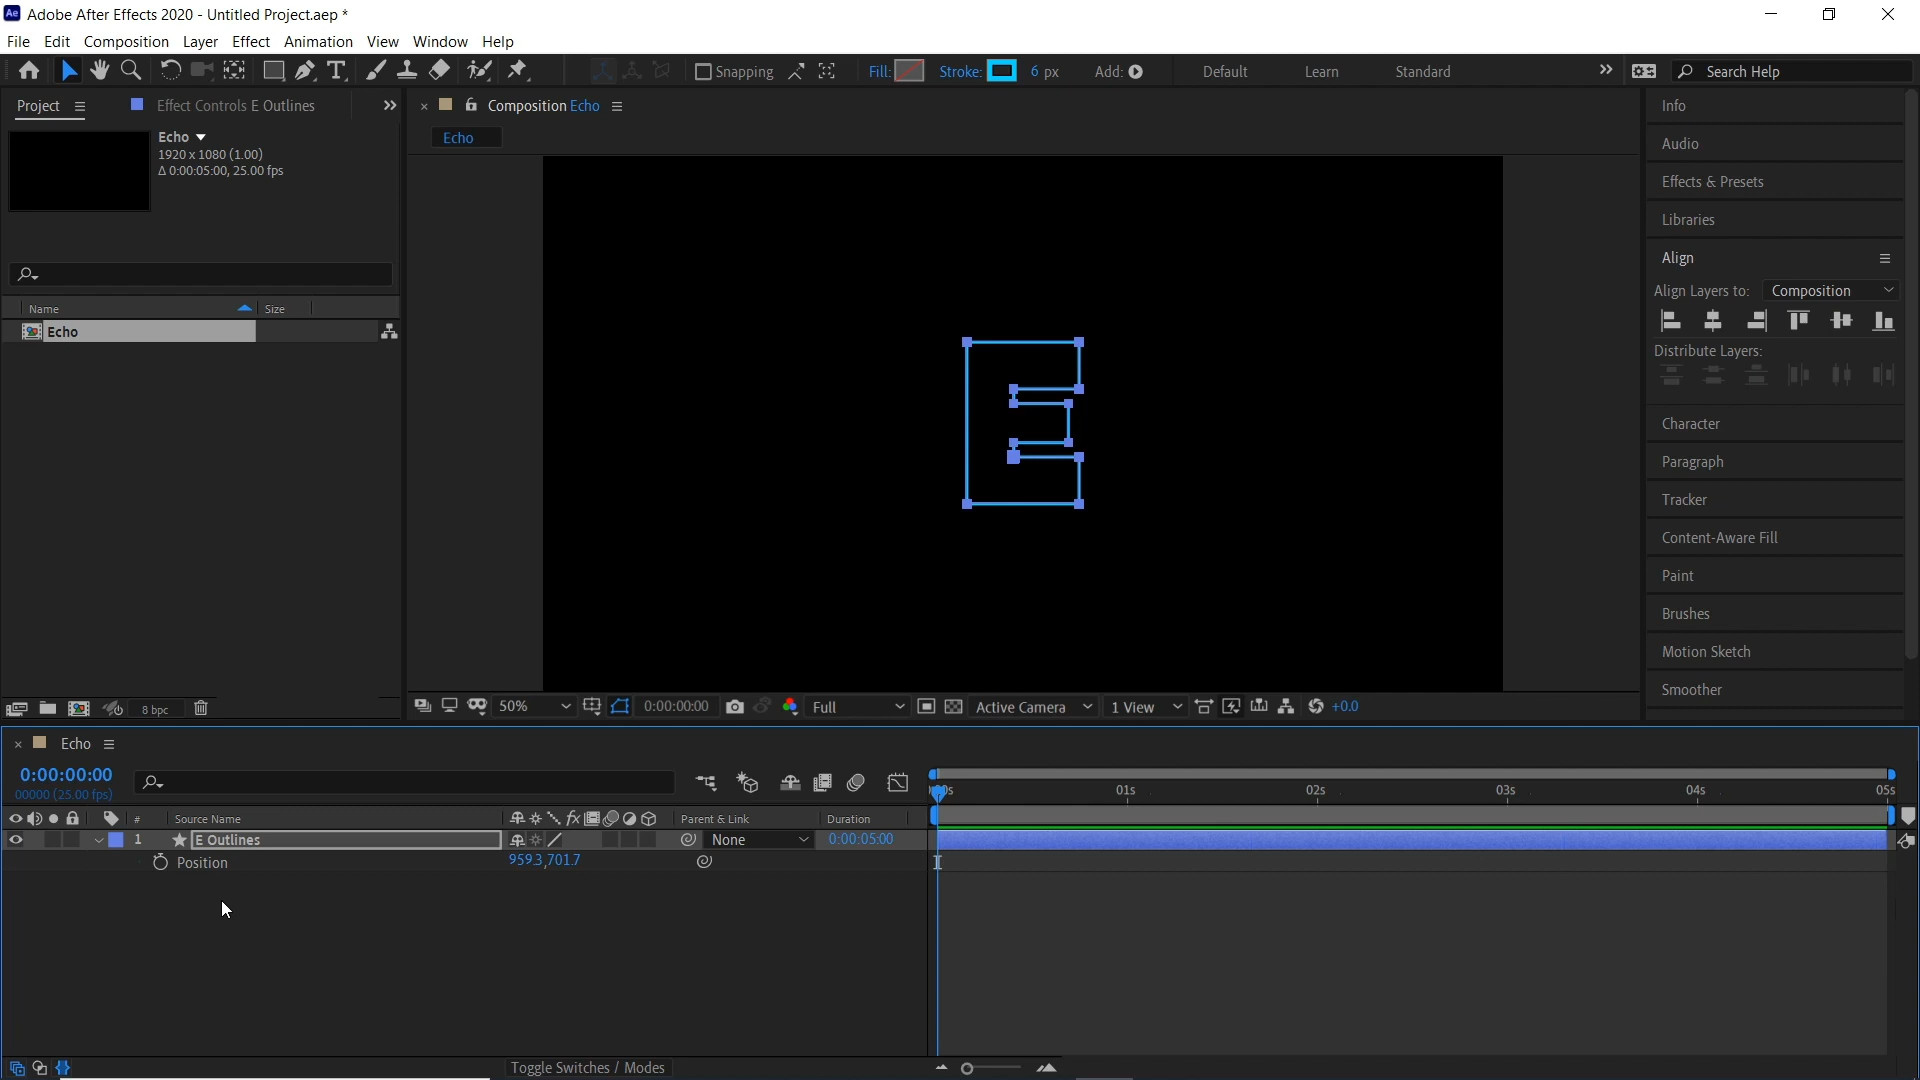 Ae Adobe After Effects 2020 - Untitled Project.aep *
File Edit Composition Layer Effect Animation View Window Help
Snapping Fill: Stroke: 6 px Add: Default Learn Standard Search Help
Project Effect Controls E Outlines
Echo
1920 x 1080 (1.00)
Δ 0:00:05:00, 25.00 fps
Name Size
Echo
8 bpc
Composition Echo
Echo
50% 0:00:00:00 Full Active Camera 1 View +0.0
Info
Audio
Effects & Presets
Libraries
Align
Align Layers to: Composition
Distribute Layers:
Character
Paragraph
Tracker
Content-Aware Fill
Paint
Brushes
Motion Sketch
Smoother
Echo
0:00:00:00
00000 (25.00 fps)
01s 02s 03s 04s 05s
# Source Name fx Parent & Link Duration
1 E Outlines None 0:00:05:00
Position 959.3,701.7
Toggle Switches / Modes